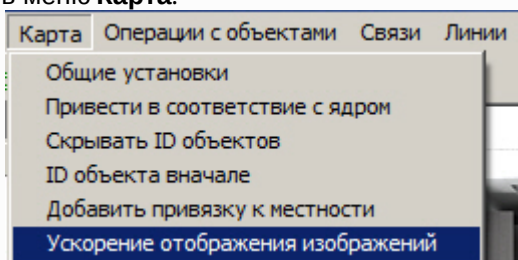 в меню Карта.
Карта Операции с объектами Связи Линии
Общие установки
Привести в соответствие с ядром
Скрывать ID объектов
ID объекта вначале
Добавить привязку к местности
Ускорение отображения изображений